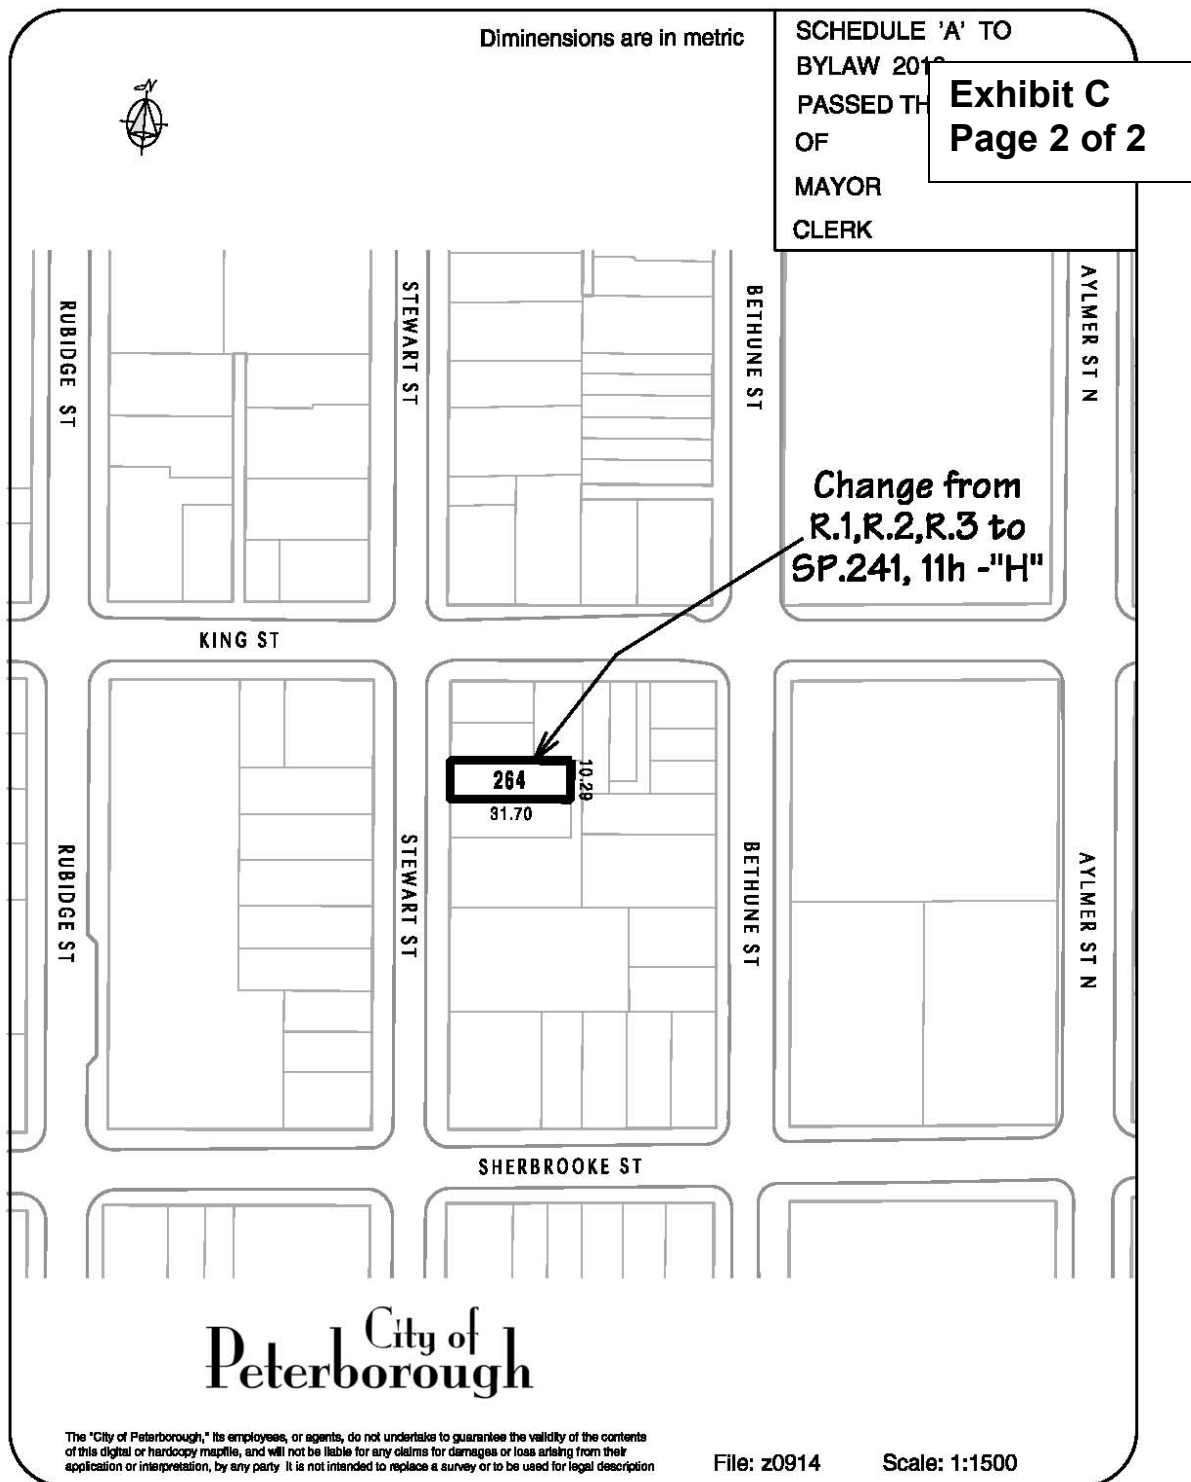 Diminensions are in metric
SCHEDULE 'A' TO
BYLAW 201
PASSED TH
OF
MAYOR
CLERK
Exhibit C
Page 2 of 2
N
RUBIDGE ST
STEWART ST
BETHUNE ST
AYLMER ST N
Change from
R.1,R.2,R.3 to
SP.241, 11h -"H"
KING ST
264
10.29
31.70
RUBIDGE ST
STEWART ST
BETHUNE ST
AYLMER ST N
SHERBROOKE ST
City of
Peterborough
The "City of Peterborough," its employees, or agents, do not undertake to guarantee the validity of the contents
of this digital or hardcopy mapfile, and will not be liable for any claims for damages or loss arising from their
application or interpretation, by any party It is not intended to replace a survey or to be used for legal description
File: z0914
Scale: 1:1500